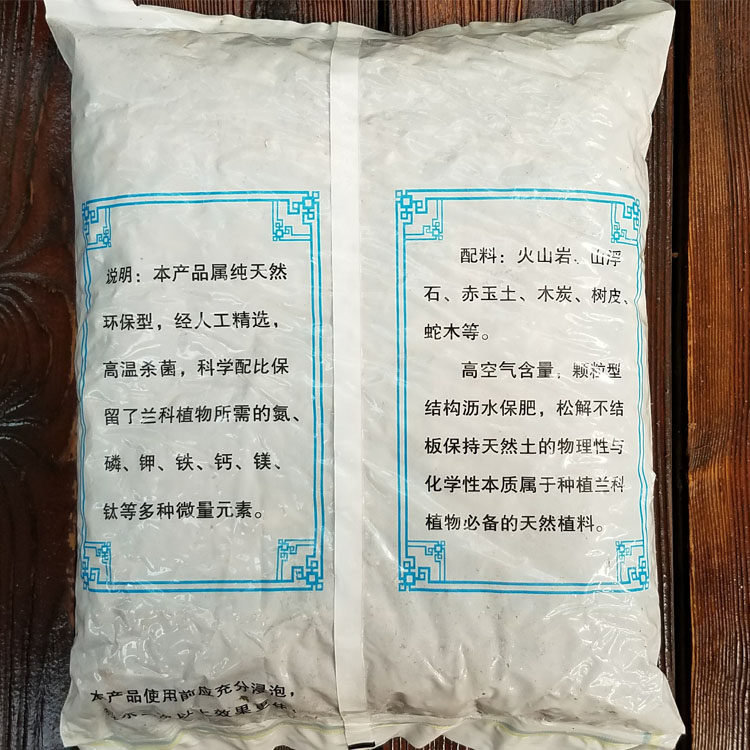 说明：本产品属纯天然
环保型，经人工精选，
高温杀菌，科学配比保
留了兰科植物所需的氮、
磷、钾、铁、钙、镁、
钛等多种微量元素。
配料：火山岩、山浮
石、赤玉土、木炭、树皮、
蛇木等。
高空气含量，颗粒型
结构沥水保肥，松解不结
板保持天然土的物理性与
化学性本质属于种植兰科
植物必备的天然植料。
本产品使用前应充分浸泡，
以上效果更佳